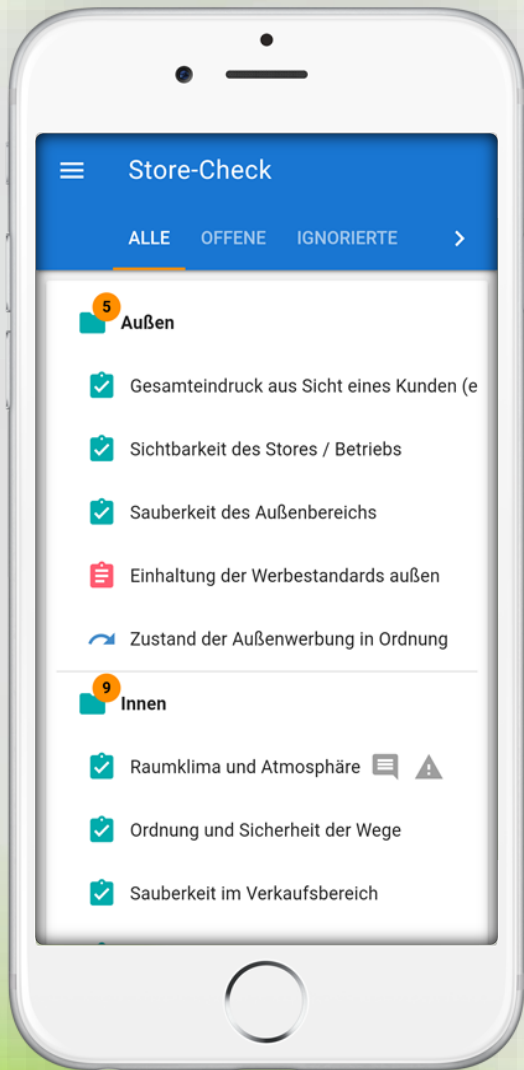 Store-Check
ALLE OFFENE IGNORIERTE
5
Außen
Gesamteindruck aus Sicht eines Kunden (e
Sichtbarkeit des Stores / Betriebs
Sauberkeit des Außenbereichs
Einhaltung der Werbestandards außen
Zustand der Außenwerbung in Ordnung
9
Innen
Raumklima und Atmosphäre
Ordnung und Sicherheit der Wege
Sauberkeit im Verkaufsbereich